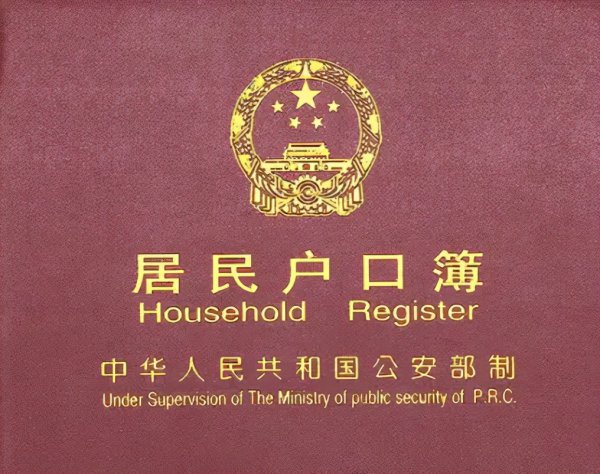 居民户口簿
Household Register
中华人民共和国公安部制
Under Supervision of The Ministry of public security of P.R.C.